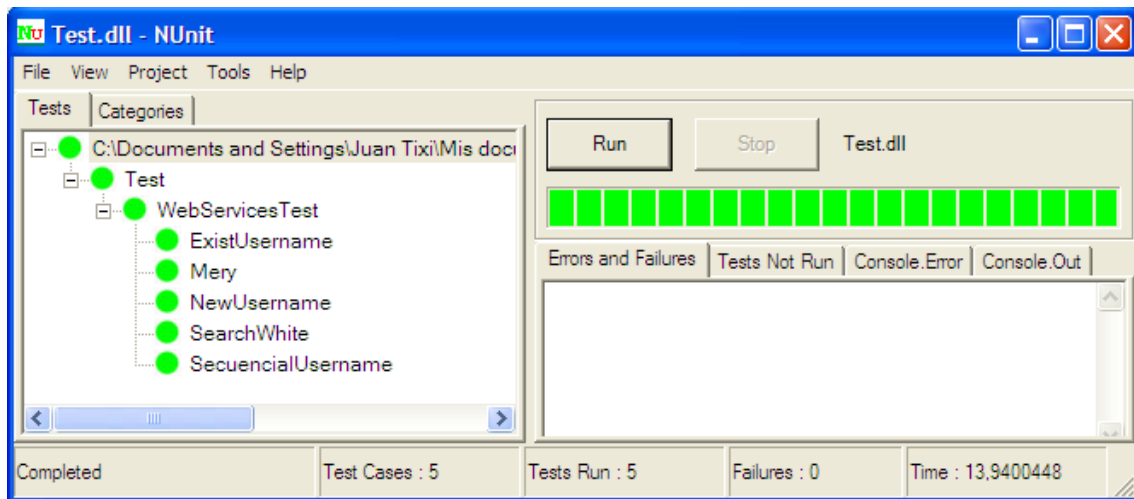 NU Test.dll - NUnit
File View Project Tools Help
Tests Categories
C:\Documents and Settings\Juan Tixi\Mis
Test
WebServicesTest
ExistUsername
Mery
NewUsername
SearchWhite
SecuencialUsername
Run Stop Test.dll
Errors and Failures Tests Not Run Console.Error Console.Out
Completed Test Cases : 5 Tests Run : 5 Failures : 0 Time : 13,9400448